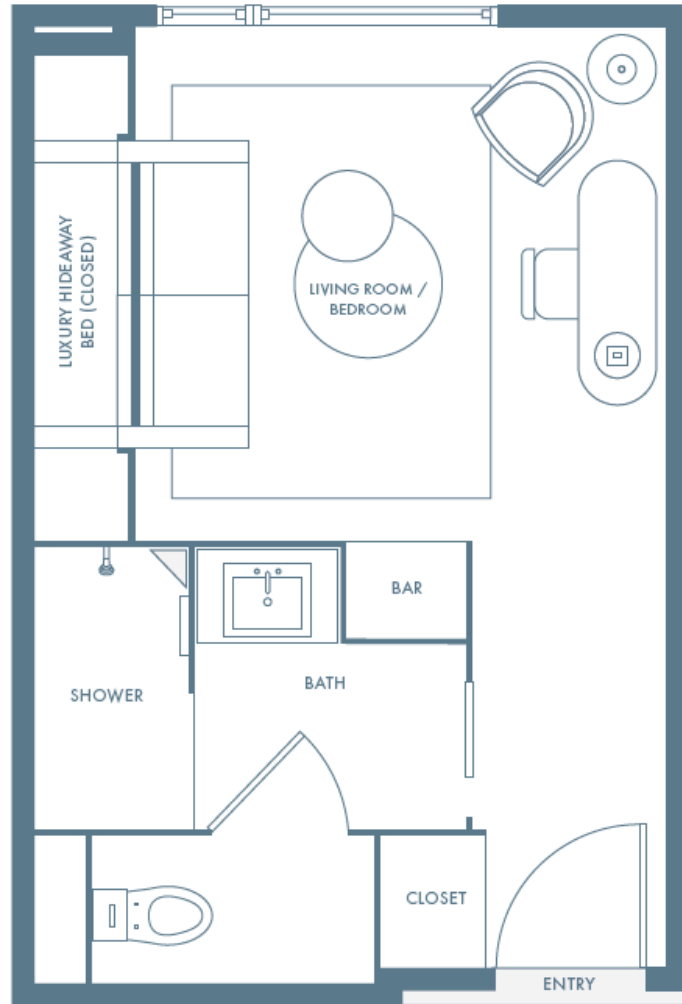 LUXURY HIDEAWAY
BED (CLOSED)
LIVING ROOM /
BEDROOM
BAR
SHOWER
BATH
CLOSET
ENTRY